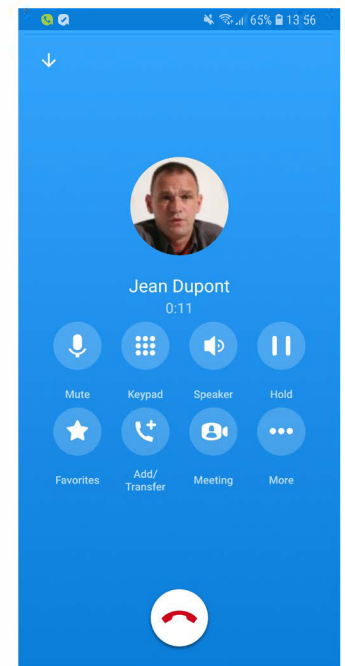 65% 13:56
Jean Dupont
0:11
Mute Keypad Speaker Hold
Favorites Add/ Meeting More
Transfer